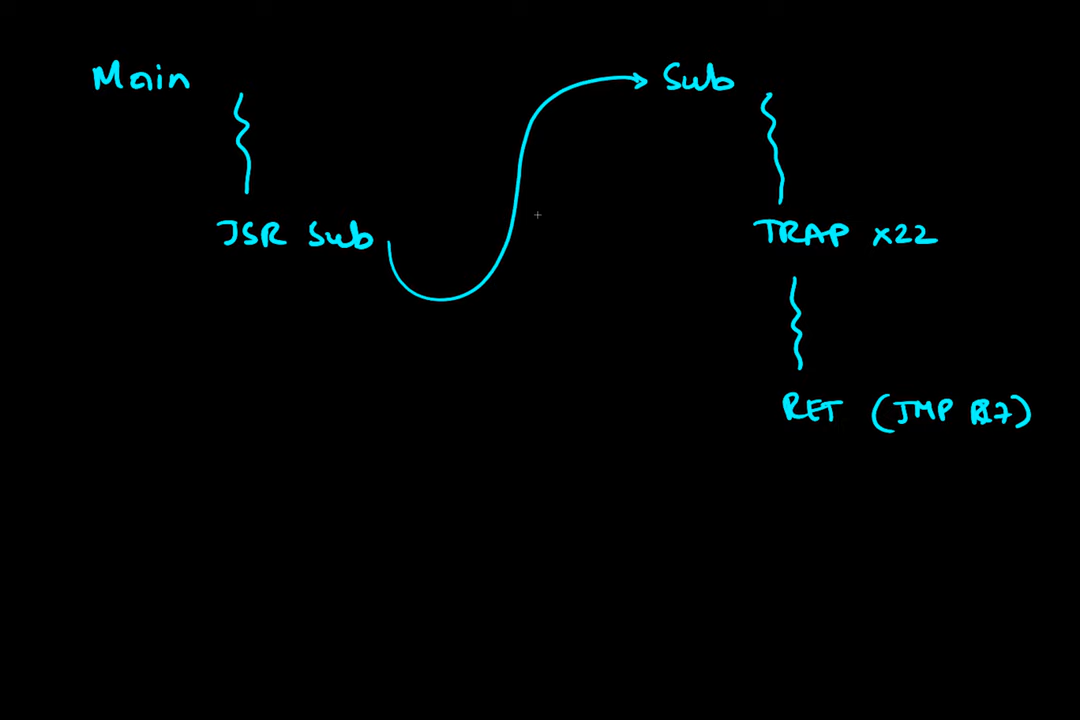 Main
Sub
JSR Sub
TRAP x22
RET (JMP R7)